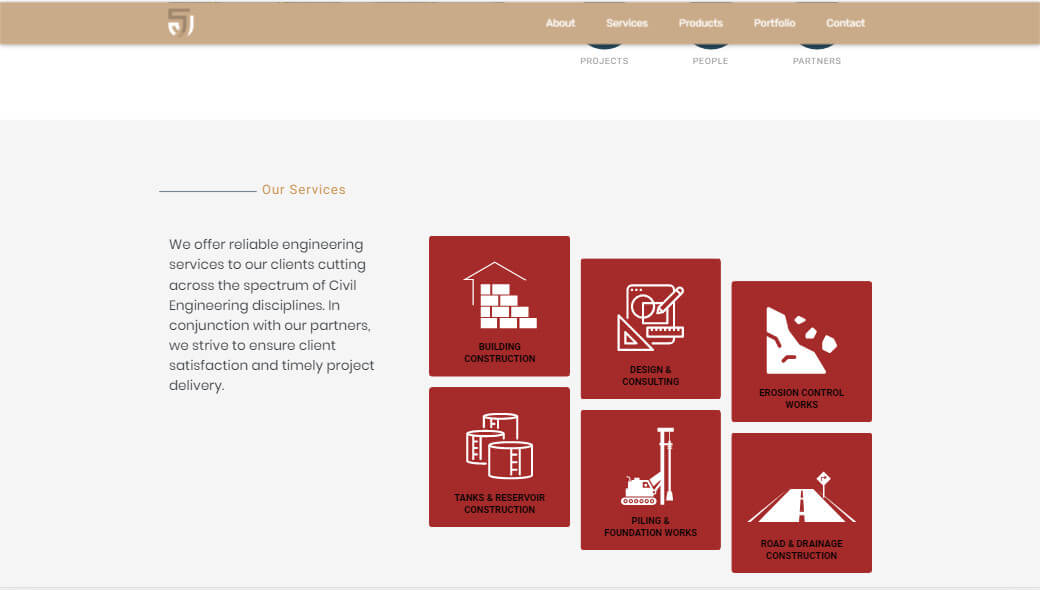 About Services Products Portfolio Contact
PROJECTS PEOPLE PARTNERS
Our Services
We offer reliable engineering
services to our clients cutting
across the spectrum of Civil
Engineering disciplines. In
conjunction with our partners,
we strive to ensure client
satisfaction and timely project
delivery.
BUILDING
CONSTRUCTION
DESIGN &
CONSULTING
EROSION CONTROL
WORKS
TANKS & RESERVOIR
CONSTRUCTION
PILING &
FOUNDATION WORKS
ROAD & DRAINAGE
CONSTRUCTION